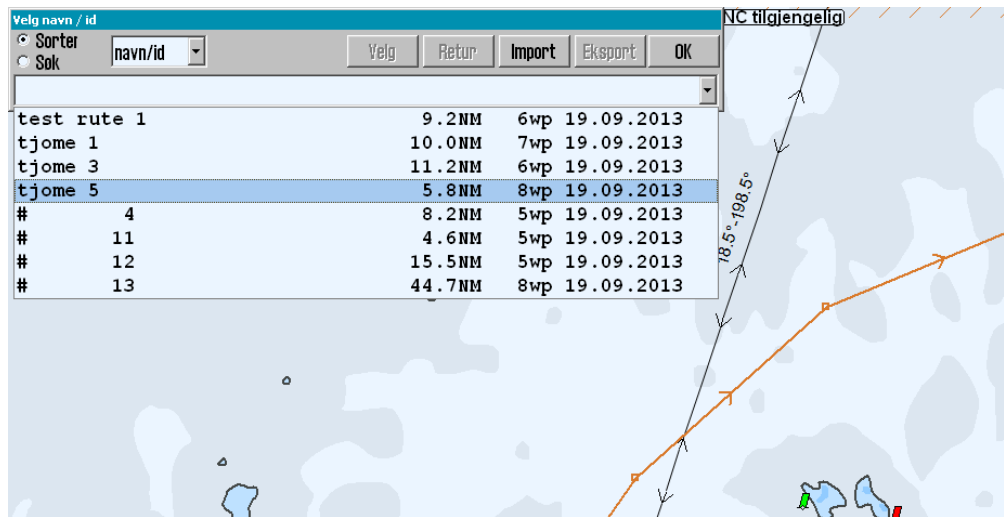 Velg navn / id
NC tilgjengelig
Sorter
Søk
navn/id
Velg Retur Import Eksport OK
test rute 1 9.2NM 6wp 19.09.2013
tjome 1 10.0NM 7wp 19.09.2013
tjome 3 11.2NM 6wp 19.09.2013
tjome 5 5.8NM 8wp 19.09.2013
# 4 8.2NM 5wp 19.09.2013
# 11 4.6NM 5wp 19.09.2013
# 12 15.5NM 5wp 19.09.2013
# 13 44.7NM 8wp 19.09.2013
18.5°-198.5°